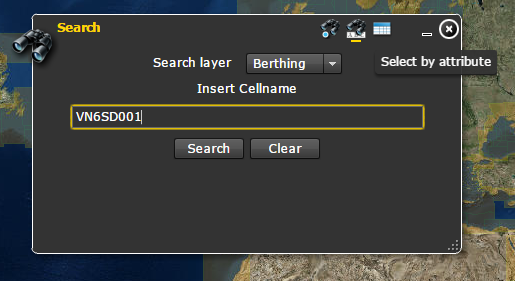 Search
Search layer Berthing
Select by attribute
Insert Cellname
VN6SD001
Search Clear